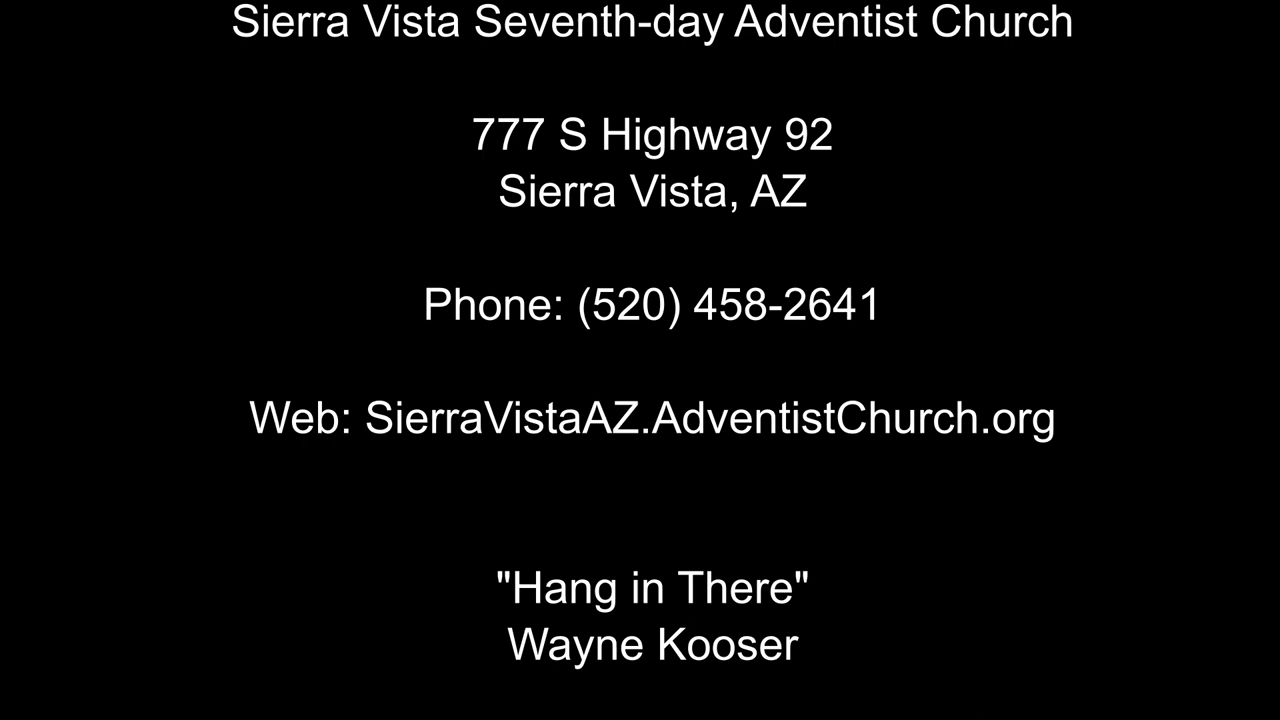 Sierra Vista Seventh-day Adventist Church
777 S Highway 92
Sierra Vista, AZ
Phone: (520) 458-2641
Web: SierraVistaAZ.AdventistChurch.org
"Hang in There"
Wayne Kooser